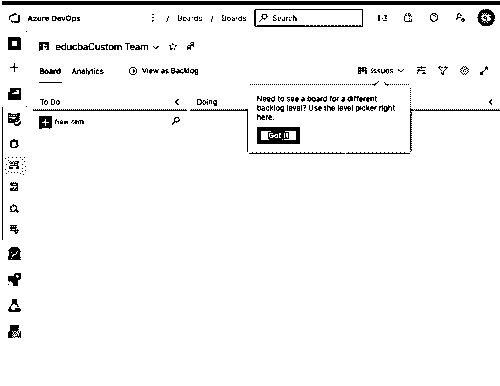 Azure DevOps
/ Boards / Boards
Search
educbaCustom Team
Board
Analytics
View as Backlog
Issues
To Do
Doing
New item
Need to see a board for a different
backlog level? Use the level picker right
here.
Got it